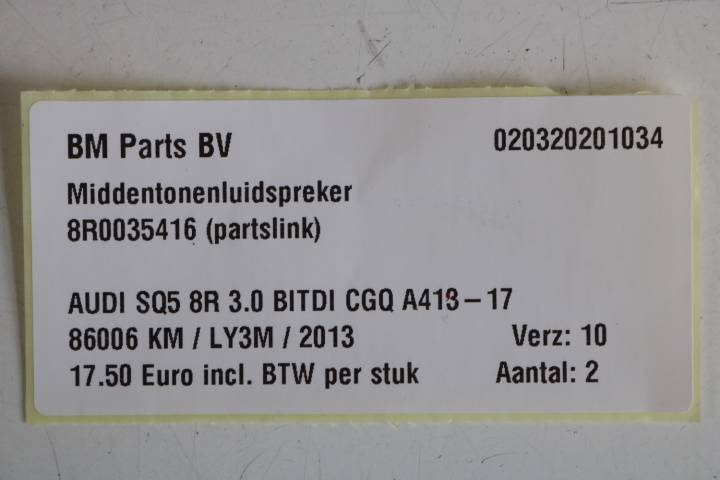 BM Parts BV 020320201034
Middentonenluidspreker
8R0035416 (partslink)
AUDI SQ5 8R 3.0 BITDI CGQ A413–17
86006 KM / LY3M / 2013 Verz: 10
17.50 Euro incl. BTW per stuk Aantal: 2